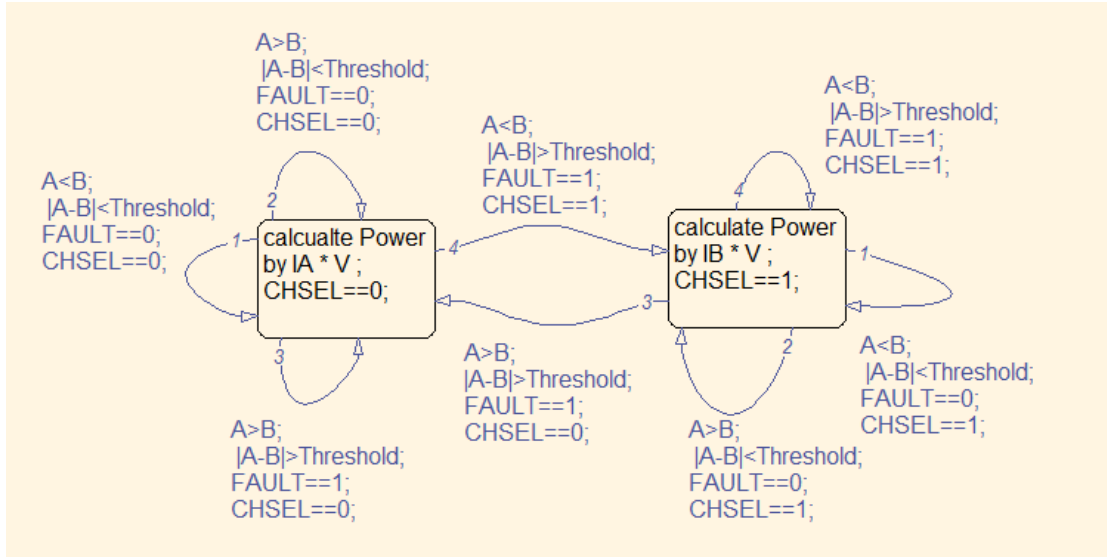 A>B;
|A-B|<Threshold;
FAULT==0;
CHSEL==0;
A<B;
|A-B|<Threshold;
FAULT==0;
CHSEL==0;
1
2
calcualte Power
by IA * V ;
CHSEL==0;
3
A>B;
|A-B|>Threshold;
FAULT==1;
CHSEL==0;
4
A<B;
|A-B|>Threshold;
FAULT==1;
CHSEL==1;
3
A>B;
|A-B|>Threshold;
FAULT==1;
CHSEL==0;
A<B;
|A-B|>Threshold;
FAULT==1;
CHSEL==1;
4
calculate Power
by IB * V ;
CHSEL==1;
1
A<B;
|A-B|<Threshold;
FAULT==0;
CHSEL==1;
2
A>B;
|A-B|<Threshold;
FAULT==0;
CHSEL==1;